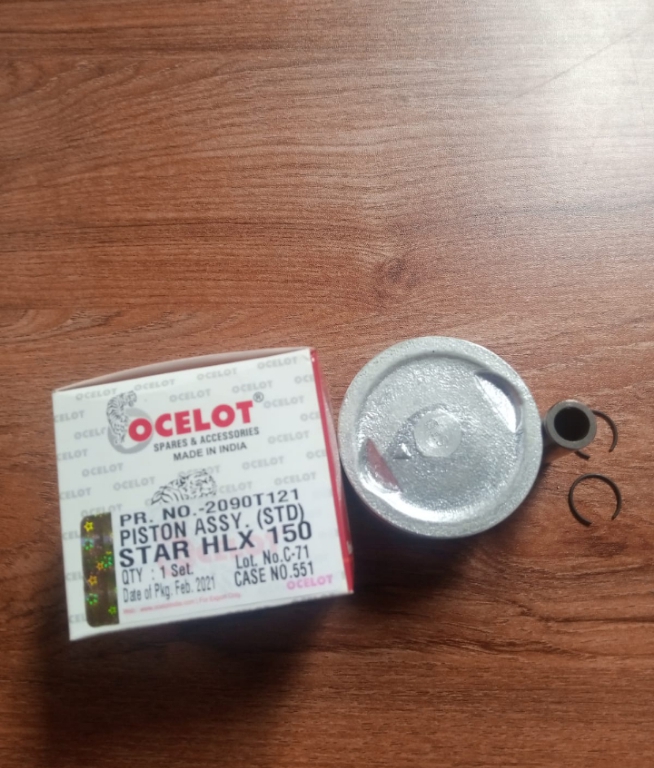 OCELOT®
SPARES & ACCESSORIES
MADE IN INDIA
PR. NO.-2090T121
PISTON ASSY. (STD)
STAR HLX 150
QTY : 1 Set. Lot. No.C-71
Date of Pkg. Feb. 2021 CASE NO.551
OCELOT